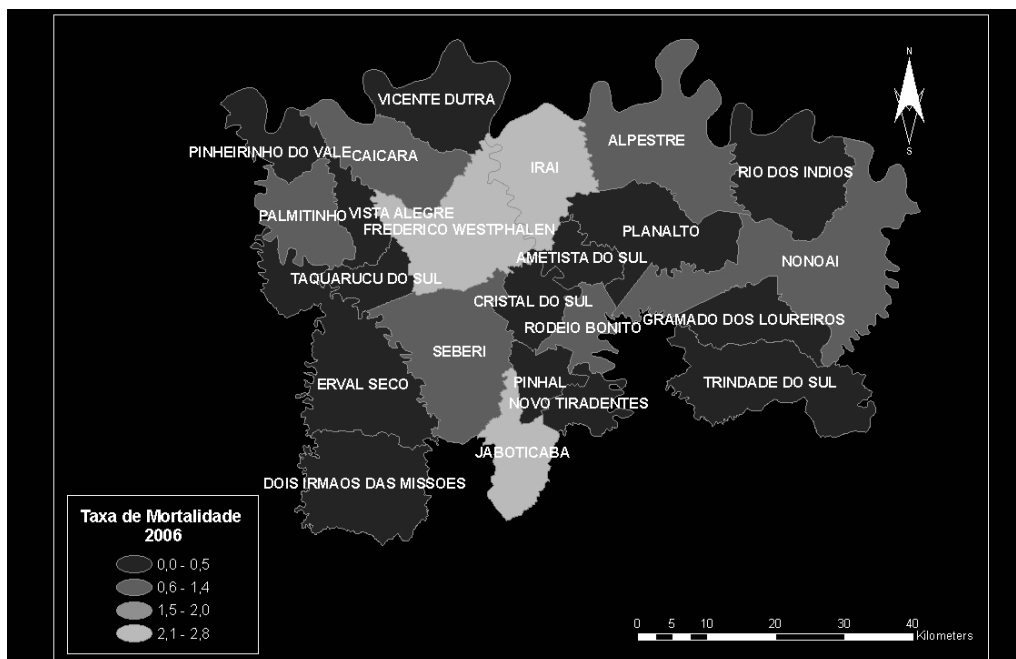 N
S
VICENTE DUTRA
PINHEIRINHO DO VALE
CAICARA
ALPESTRE
IRAI
RIO DOS INDIOS
PALMITINHO
VISTA ALEGRE
FREDERICO WESTPHALEN
PLANALTO
AMETISTA DO SUL
NONOAI
TAQUARUCU DO SUL
CRISTAL DO SUL
RODEIO BONITO
GRAMADO DOS LOUREIROS
SEBERI
ERVAL SECO
PINHAL
TRINDADE DO SUL
NOVO TIRADENTES
JABOTICABA
DOIS IRMAOS DAS MISSOES
Taxa de Mortalidade
2006
0,0 - 0,5
0,6 - 1,4
1,5 - 2,0
2,1 - 2,8
0 5 10 20 30 40
Kilometers